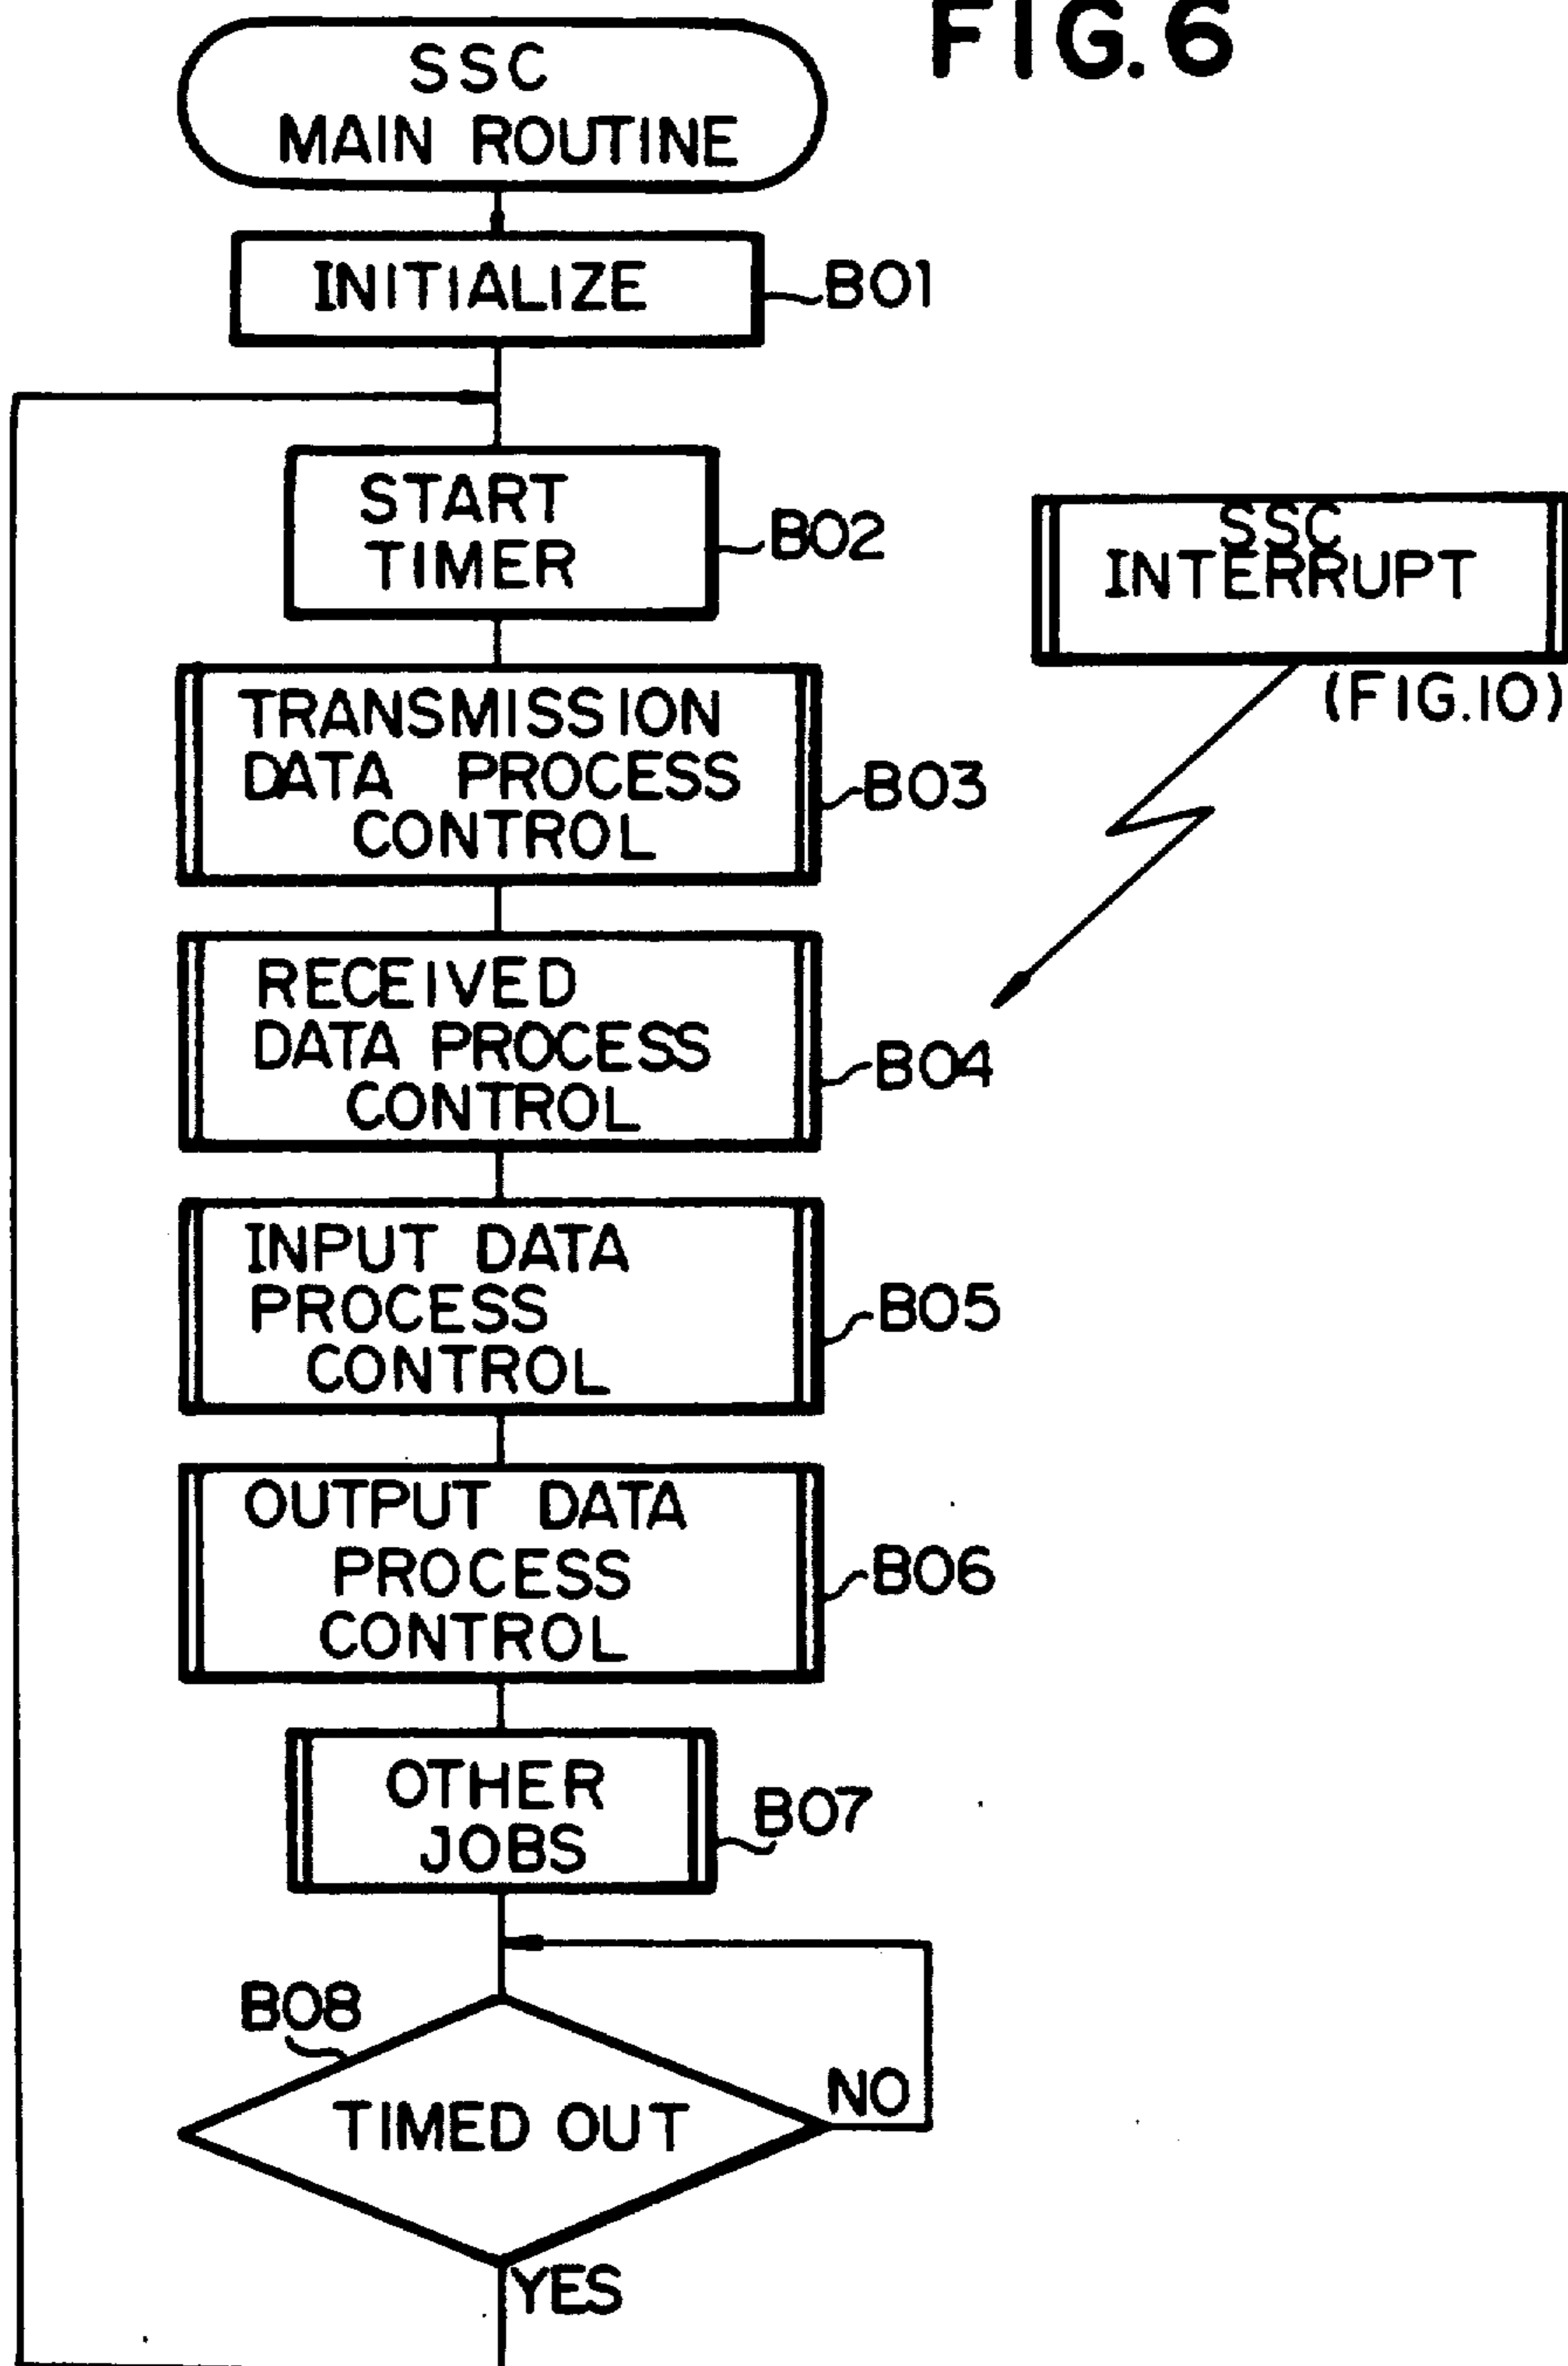 FIG. 6
SSC
MAIN ROUTINE
INITIALIZE
B01
START
TIMER
B02
SSC
INTERRUPT
(FIG. 10)
TRANSMISSION
DATA PROCESS
CONTROL
B03
RECEIVED
DATA PROCESS
CONTROL
B04
INPUT DATA
PROCESS
CONTROL
B05
OUTPUT DATA
PROCESS
CONTROL
B06
OTHER
JOBS
B07
B08
TIMED OUT
NO
YES